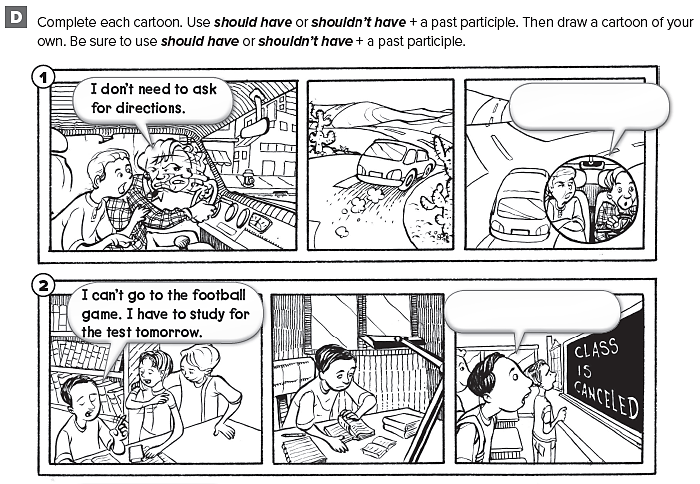 D Complete each cartoon. Use should have or shouldn't have + a past participle. Then draw a cartoon of your
own. Be sure to use should have or shouldn't have + a past participle.
1
I don't need to ask
for directions.
2
I can't go to the football
game. I have to study for
the test tomorrow.
CLASS
IS
CANCELED